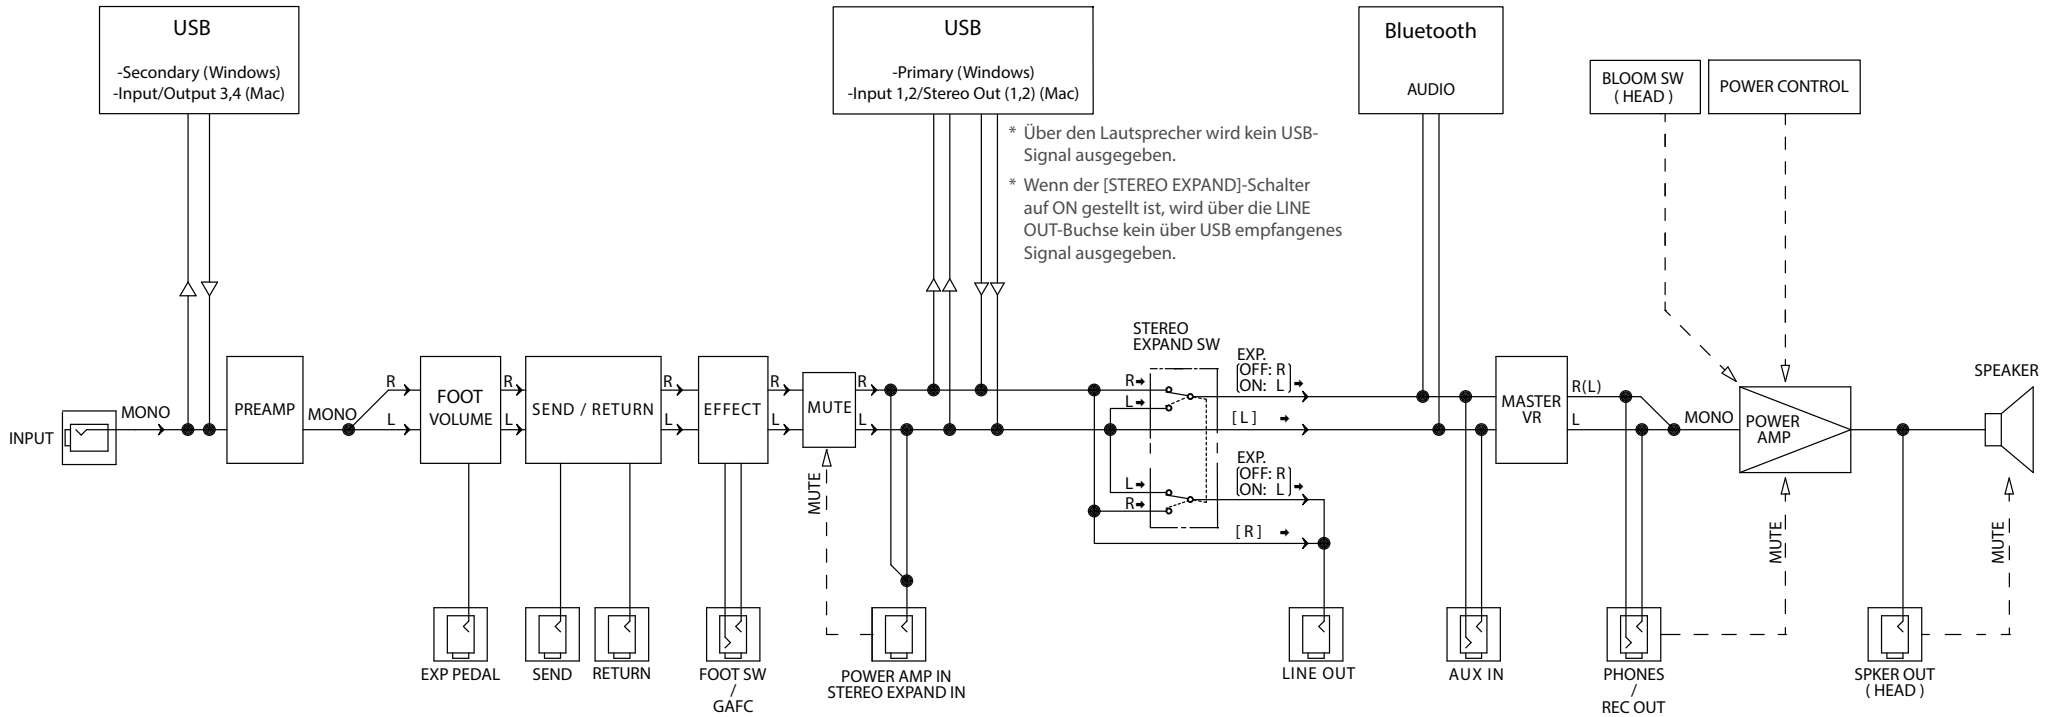 USB
-Secondary (Windows)
-Input/Output 3,4 (Mac)
USB
-Primary (Windows)
-Input 1,2/Stereo Out (1,2) (Mac)
* Über den Lautsprecher wird kein USB-
Signal ausgegeben.
* Wenn der [STEREO EXPAND]-Schalter
auf ON gestellt ist, wird über die LINE
OUT-Buchse kein über USB empfangenes
Signal ausgegeben.
Bluetooth
AUDIO
BLOOM SW
( HEAD )
POWER CONTROL
INPUT
MONO
PREAMP
MONO
R
L
FOOT
VOLUME
R
L
SEND / RETURN
R
L
EFFECT
R
L
MUTE
R
L
MUTE
STEREO
EXPAND SW
R
L
L
R
EXP.
OFF: R
ON: L
[ L ]
EXP.
OFF: R
ON: L
[ R ]
MASTER
VR
R(L)
L
MONO
POWER
AMP
SPEAKER
MUTE
MUTE
EXP PEDAL
SEND
RETURN
FOOT SW
/
GAFC
POWER AMP IN
STEREO EXPAND IN
LINE OUT
AUX IN
PHONES
/
REC OUT
SPKER OUT
( HEAD )